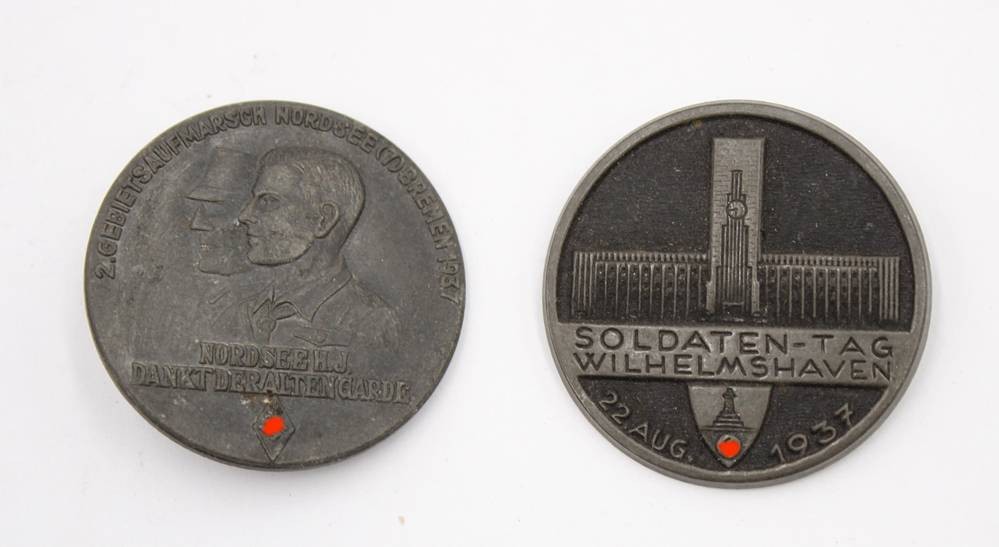 2. GEBIETSAUFMARSCH NORDSEE (7) BREMEN 1937
NORDSEE H.J.
DANKT DER ALTEN GARDE
SOLDATEN-TAG
WILHELMSHAVEN
22. AUG. 1937